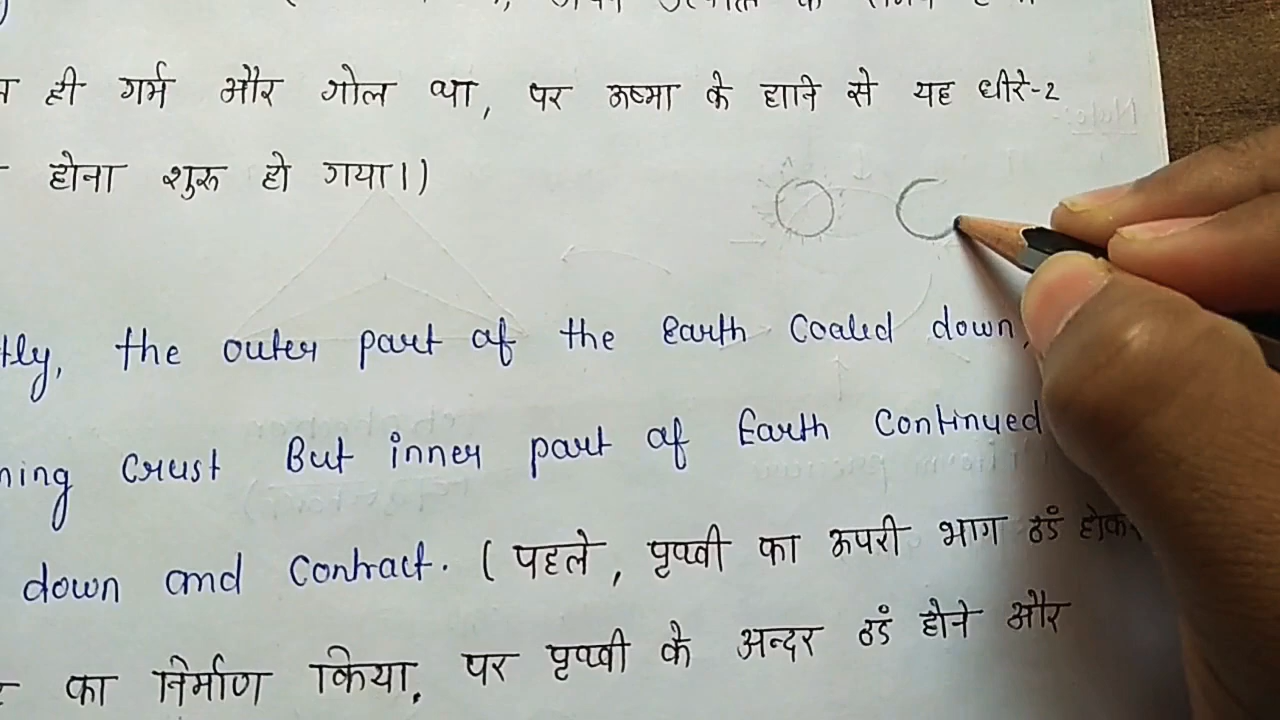 ही गर्म और गोल था, पर ऊष्मा के हानि से यह धीरे-2
होना शुरू हो गया।)
tly, the outer part of the earth Cooled down,
ning Crust But inner part of Earth Continued
down and Contract. (पहले, पृथ्वी का ऊपरी भाग ठंडं होकर
का निर्माण किया, पर पृथ्वी के अन्दर ठंडं होने और